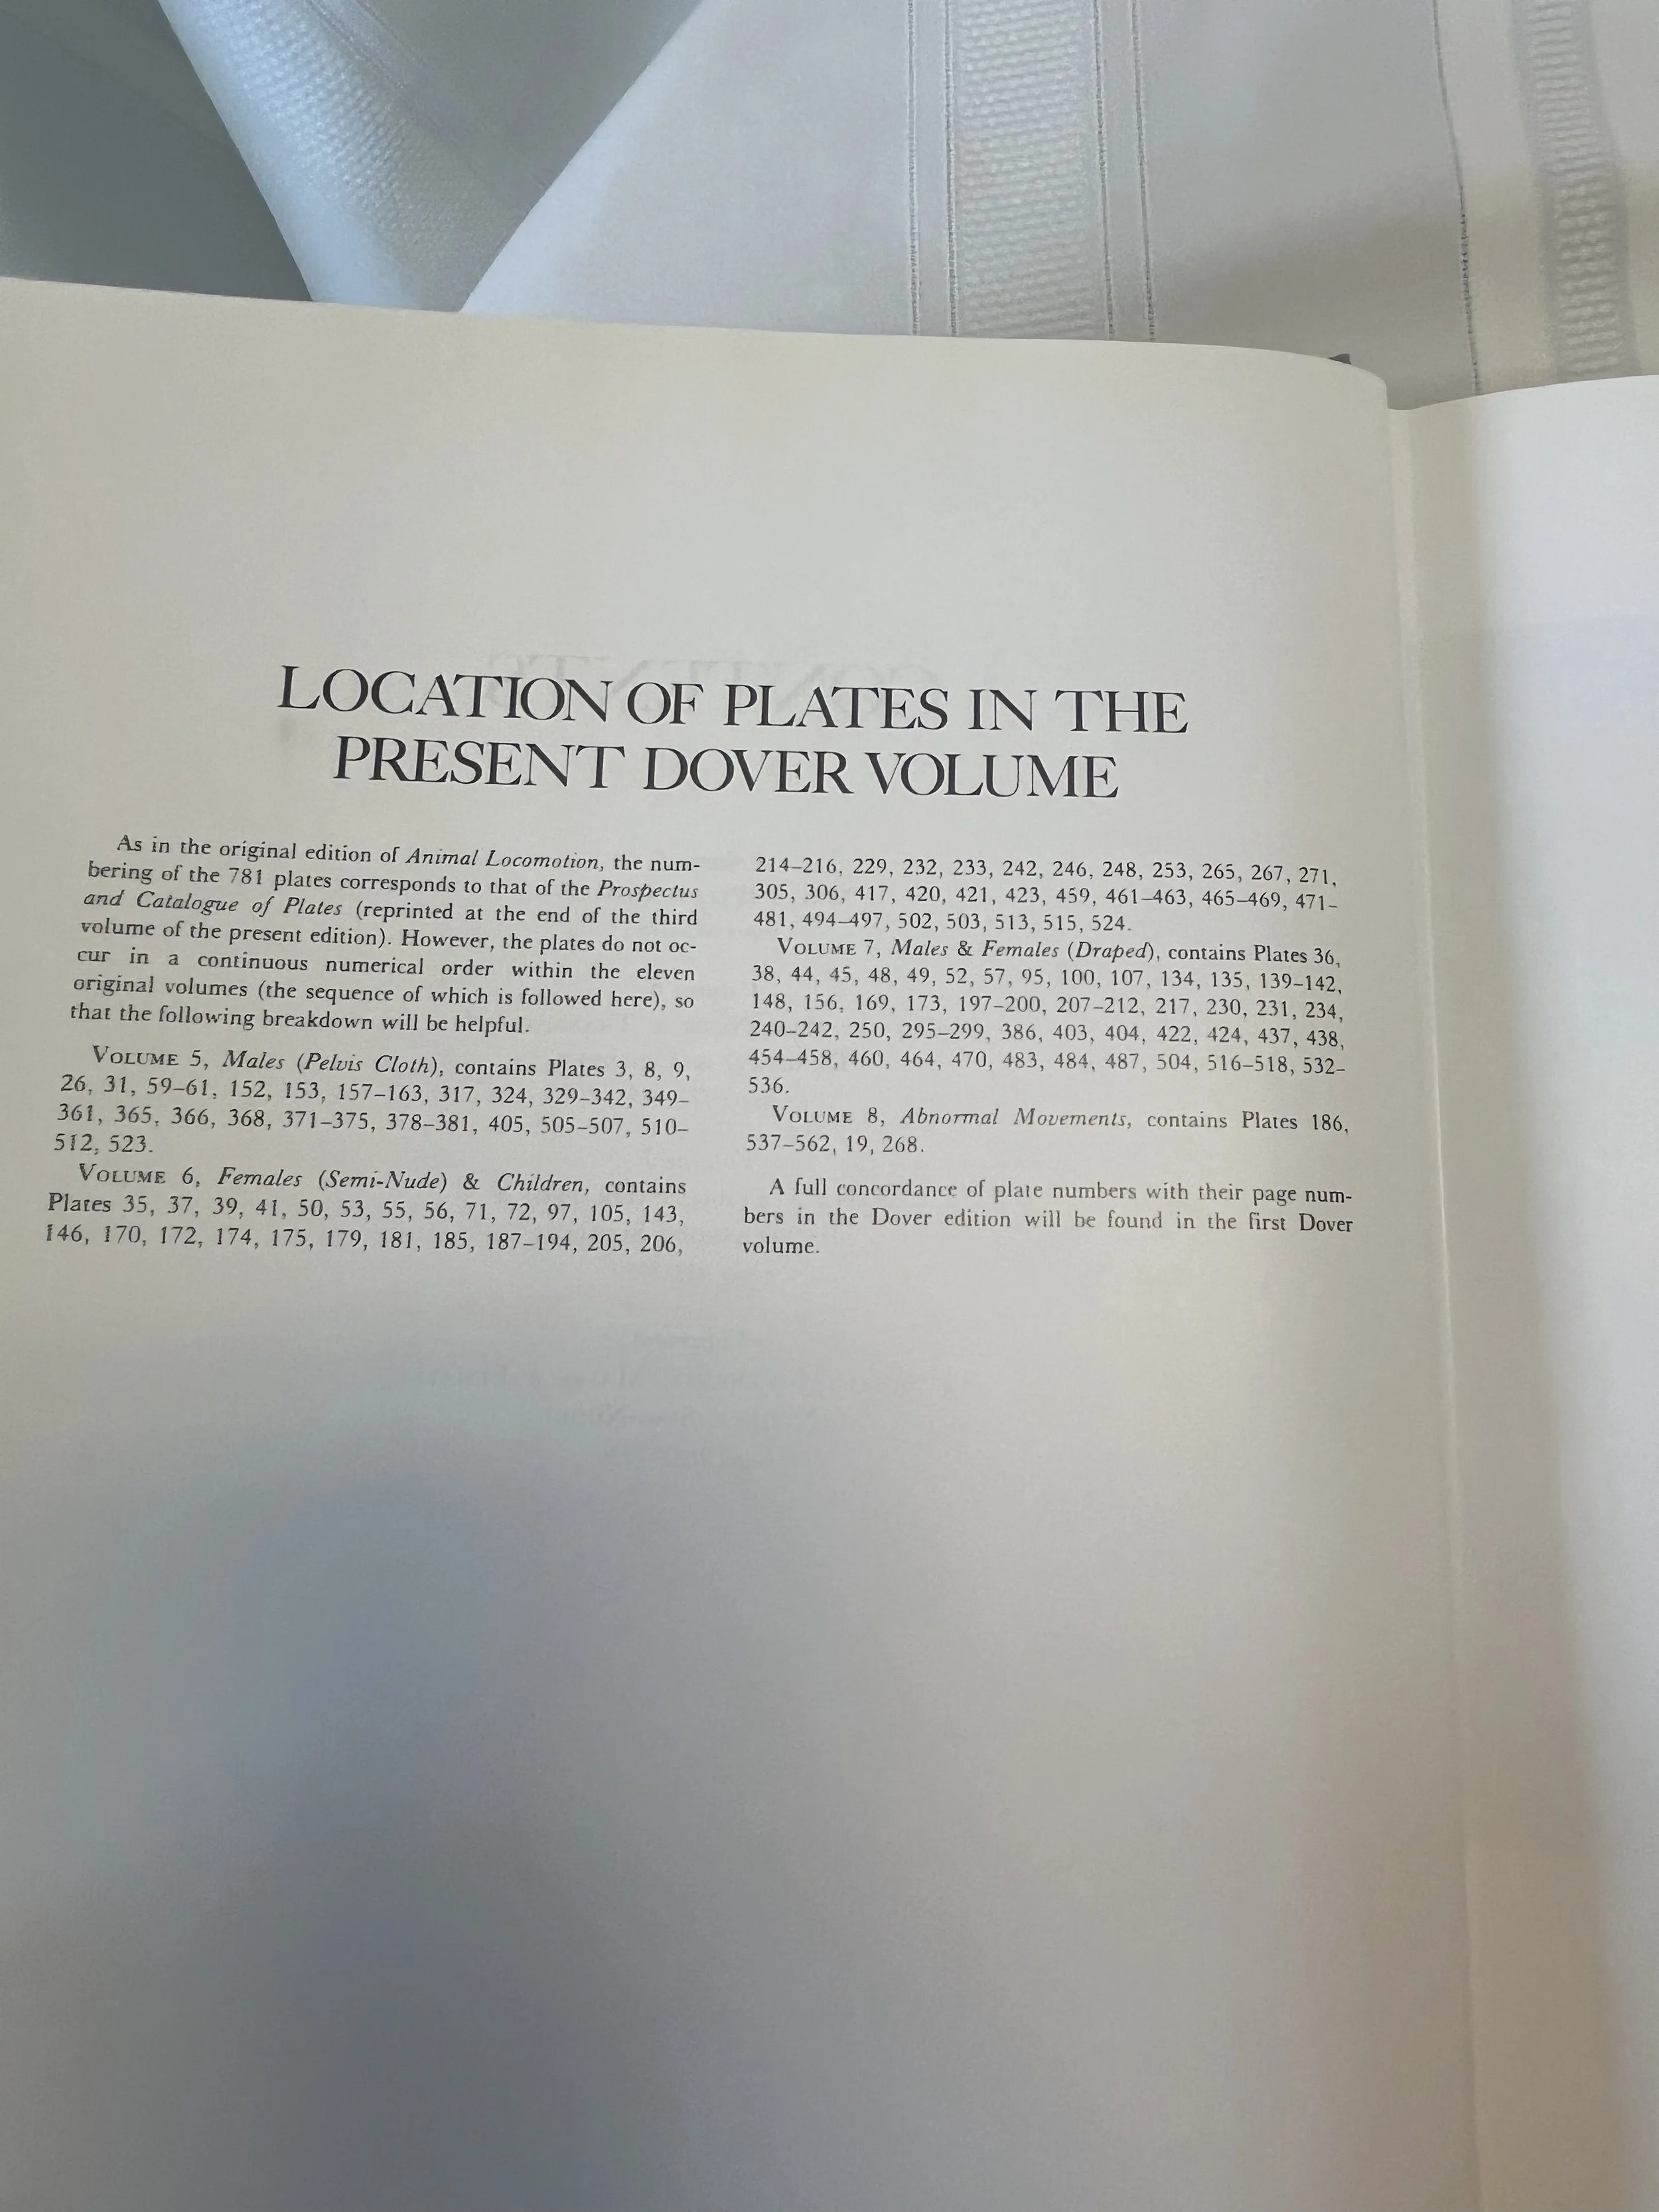 LOCATION OF PLATES IN THE
PRESENT DOVER VOLUME
As in the original edition of Animal Locomotion, the num-
bering of the 781 plates corresponds to that of the Prospectus
and Catalogue of Plates (reprinted at the end of the third
volume of the present edition). However, the plates do not oc-
cur in a continuous numerical order within the eleven
original volumes (the sequence of which is followed here), so
that the following breakdown will be helpful.
VOLUME 5, Males (Pelvis Cloth), contains Plates 3, 8, 9,
26, 31, 59–61, 152, 153, 157–163, 317, 324, 329–342, 349–
361, 365, 366, 368, 371–375, 378–381, 405, 505–507, 510–
512, 523.
VOLUME 6, Females (Semi-Nude) & Children, contains
Plates 35, 37, 39, 41, 50, 53, 55, 56, 71, 72, 97, 105, 143,
146, 170, 172, 174, 175, 179, 181, 185, 187–194, 205, 206,
214–216, 229, 232, 233, 242, 246, 248, 253, 265, 267, 271,
305, 306, 417, 420, 421, 423, 459, 461–463, 465–469, 471–
481, 494–497, 502, 503, 513, 515, 524.
VOLUME 7, Males & Females (Draped), contains Plates 36,
38, 44, 45, 48, 49, 52, 57, 95, 100, 107, 134, 135, 139–142,
148, 156, 169, 173, 197–200, 207–212, 217, 230, 231, 234,
240–242, 250, 295–299, 386, 403, 404, 422, 424, 437, 438,
454–458, 460, 464, 470, 483, 484, 487, 504, 516–518, 532–
536.
VOLUME 8, Abnormal Movements, contains Plates 186,
537–562, 19, 268.
A full concordance of plate numbers with their page num-
bers in the Dover edition will be found in the first Dover
volume.